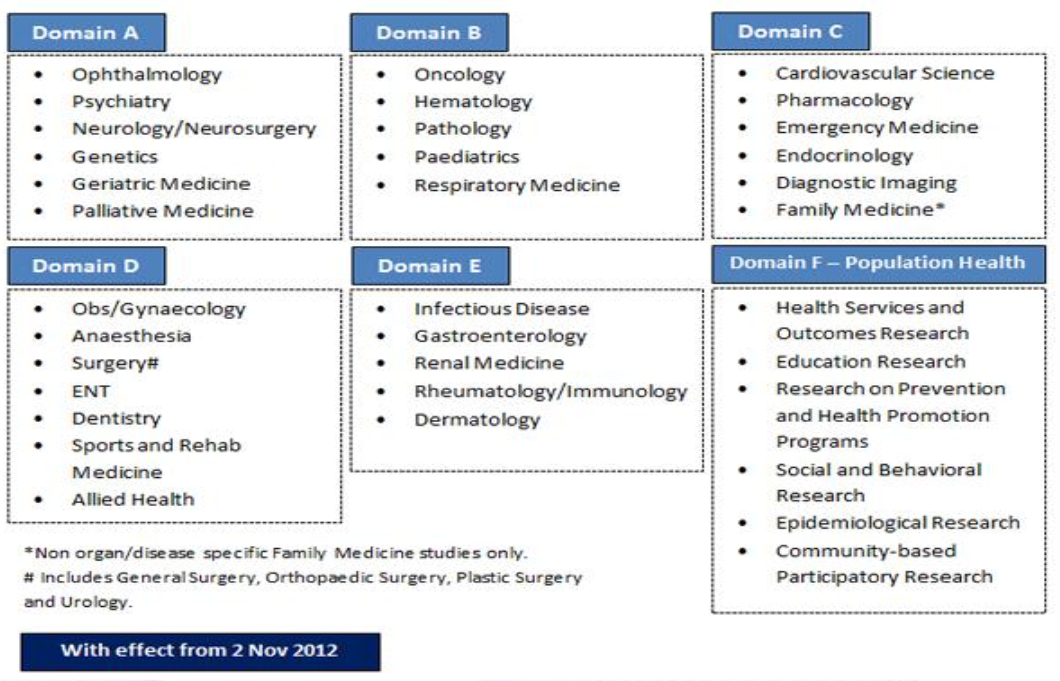 Domain A
• Ophthalmology
• Psychiatry
• Neurology/Neurosurgery
• Genetics
• Geriatric Medicine
• Palliative Medicine
Domain B
• Oncology
• Hematology
• Pathology
• Paediatrics
• Respiratory Medicine
Domain C
• Cardiovascular Science
• Pharmacology
• Emergency Medicine
• Endocrinology
• Diagnostic Imaging
• Family Medicine*
Domain D
• Obs/Gynaecology
• Anaesthesia
• Surgery#
• ENT
• Dentistry
• Sports and Rehab
Medicine
• Allied Health
Domain E
• Infectious Disease
• Gastroenterology
• Renal Medicine
• Rheumatology/Immunology
• Dermatology
Domain F – Population Health
• Health Services and
Outcomes Research
• Education Research
• Research on Prevention
and Health Promotion
Programs
• Social and Behavioral
Research
• Epidemiological Research
• Community-based
Participatory Research
*Non organ/disease specific Family Medicine studies only.
# Includes General Surgery, Orthopaedic Surgery, Plastic Surgery
and Urology.
With effect from 2 Nov 2012